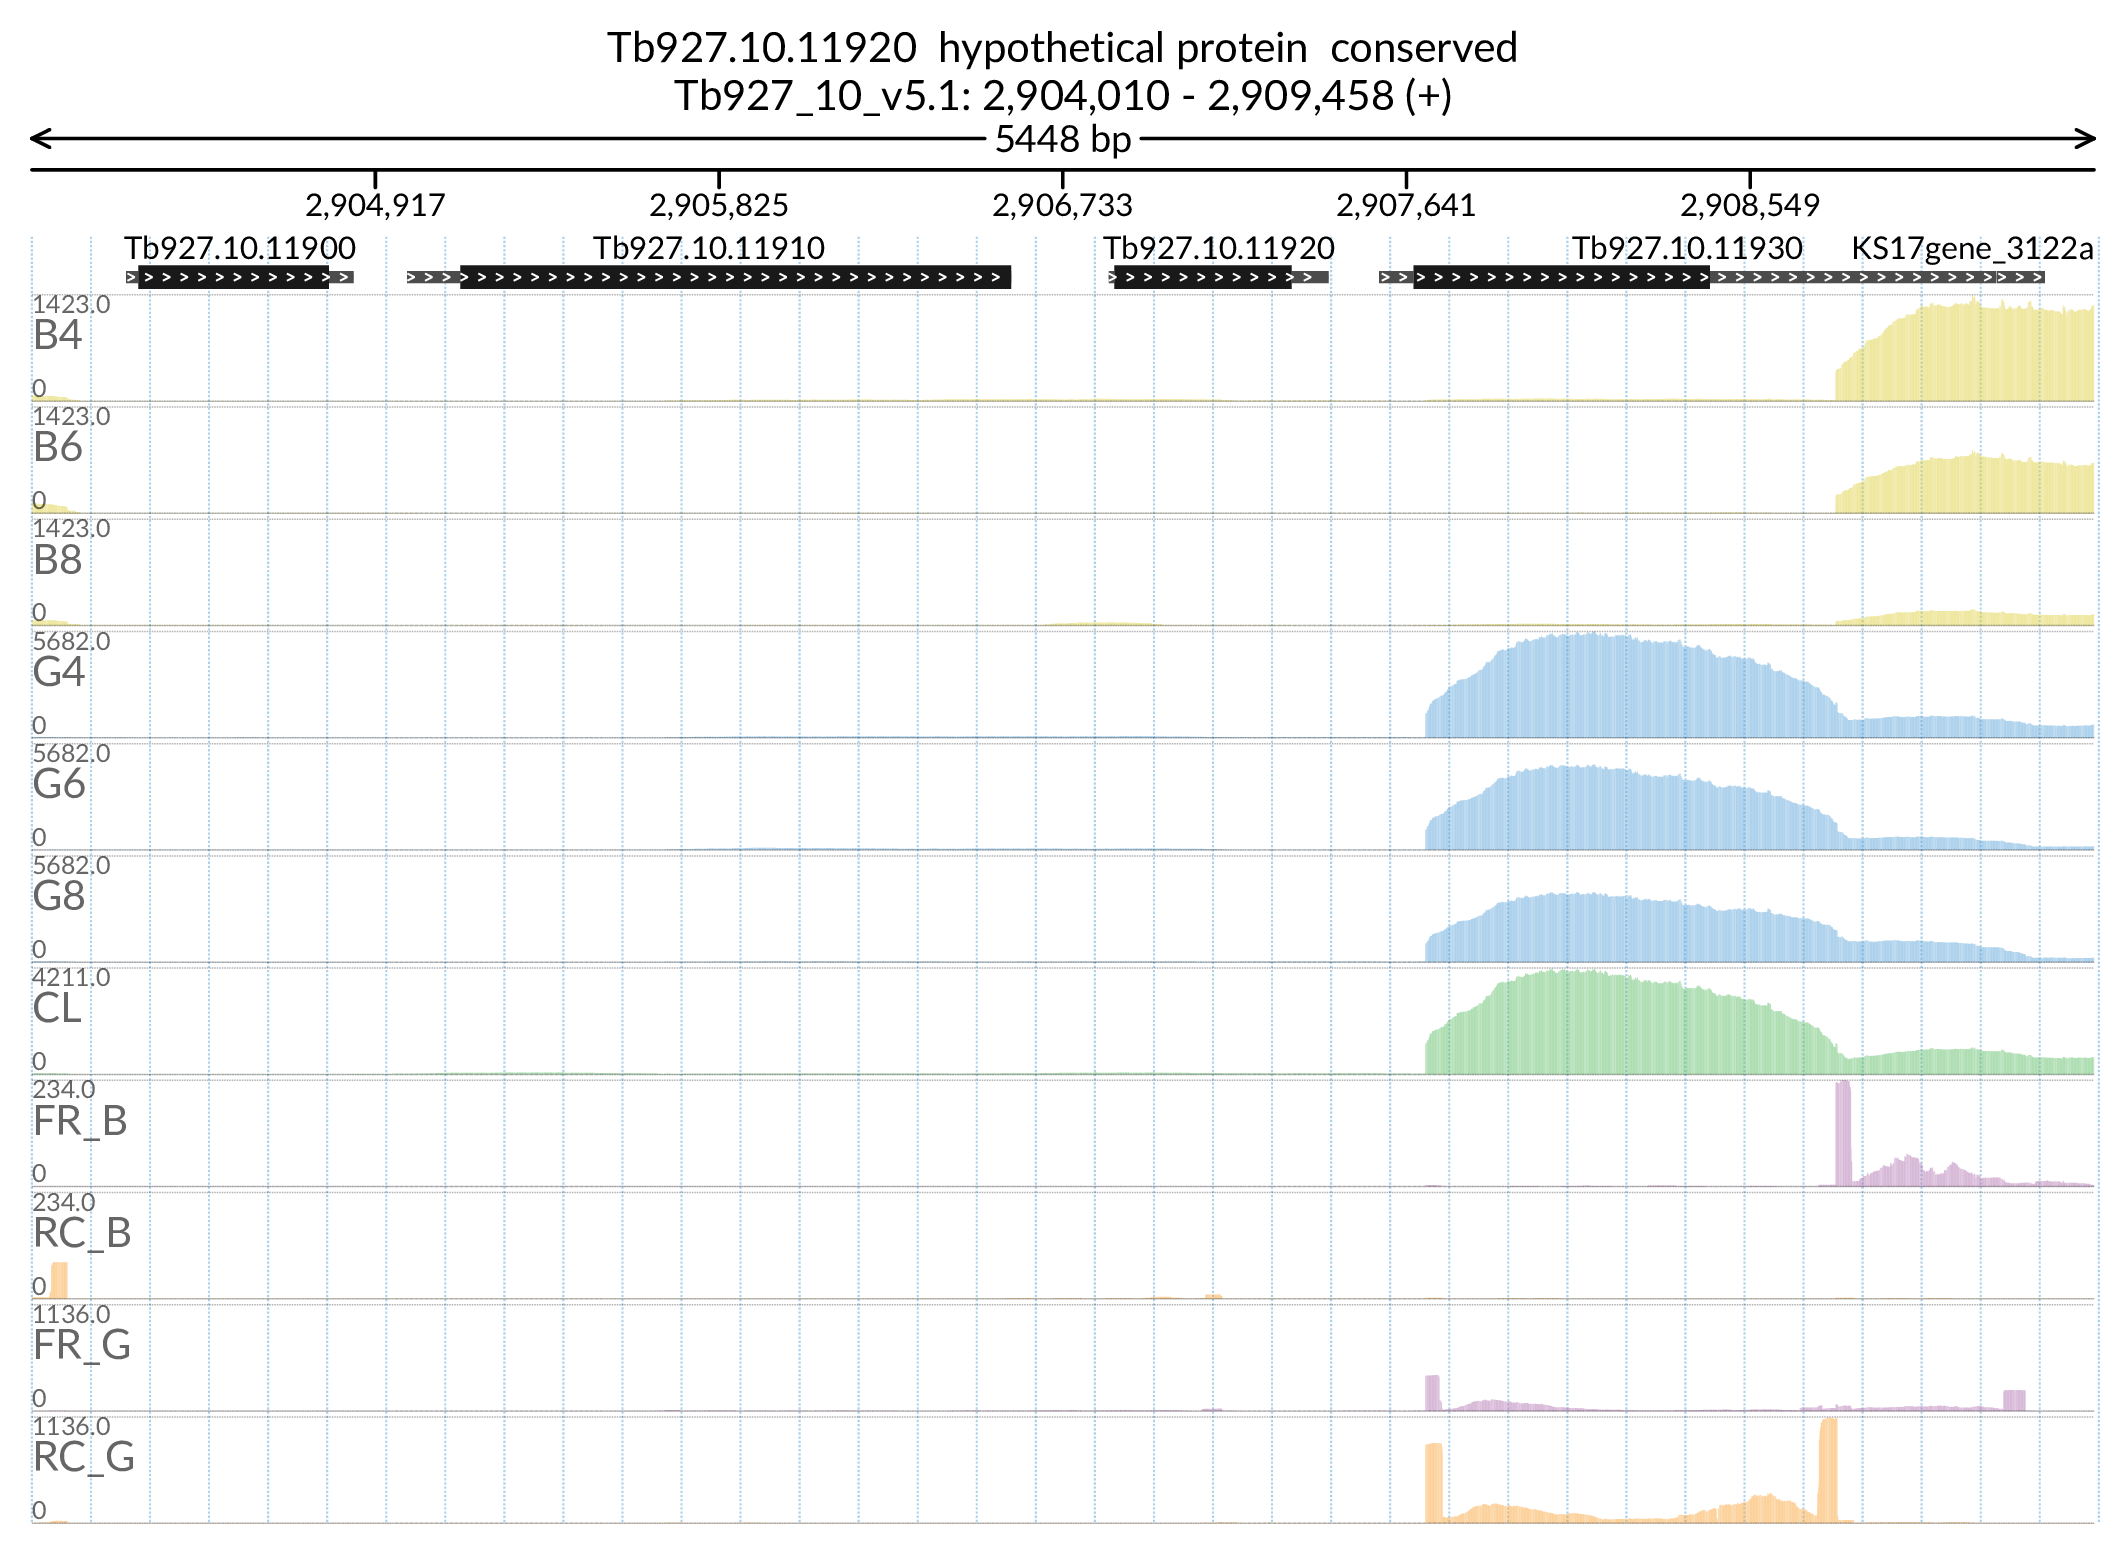 Tb927.10.11920  hypothetical protein  conserved
Tb927_10_v5.1: 2,904,010 - 2,909,458 (+)
5448 bp
2,904,917 2,905,825 2,906,733 2,907,641 2,908,549
Tb927.10.11900 Tb927.10.11910 Tb927.10.11920 Tb927.10.11930 KS17gene_3122a
1423.0
B4
0
1423.0
B6
0
1423.0
B8
0
5682.0
G4
0
5682.0
G6
0
5682.0
G8
0
4211.0
CL
0
234.0
FR_B
0
234.0
RC_B
0
1136.0
FR_G
0
1136.0
RC_G
0